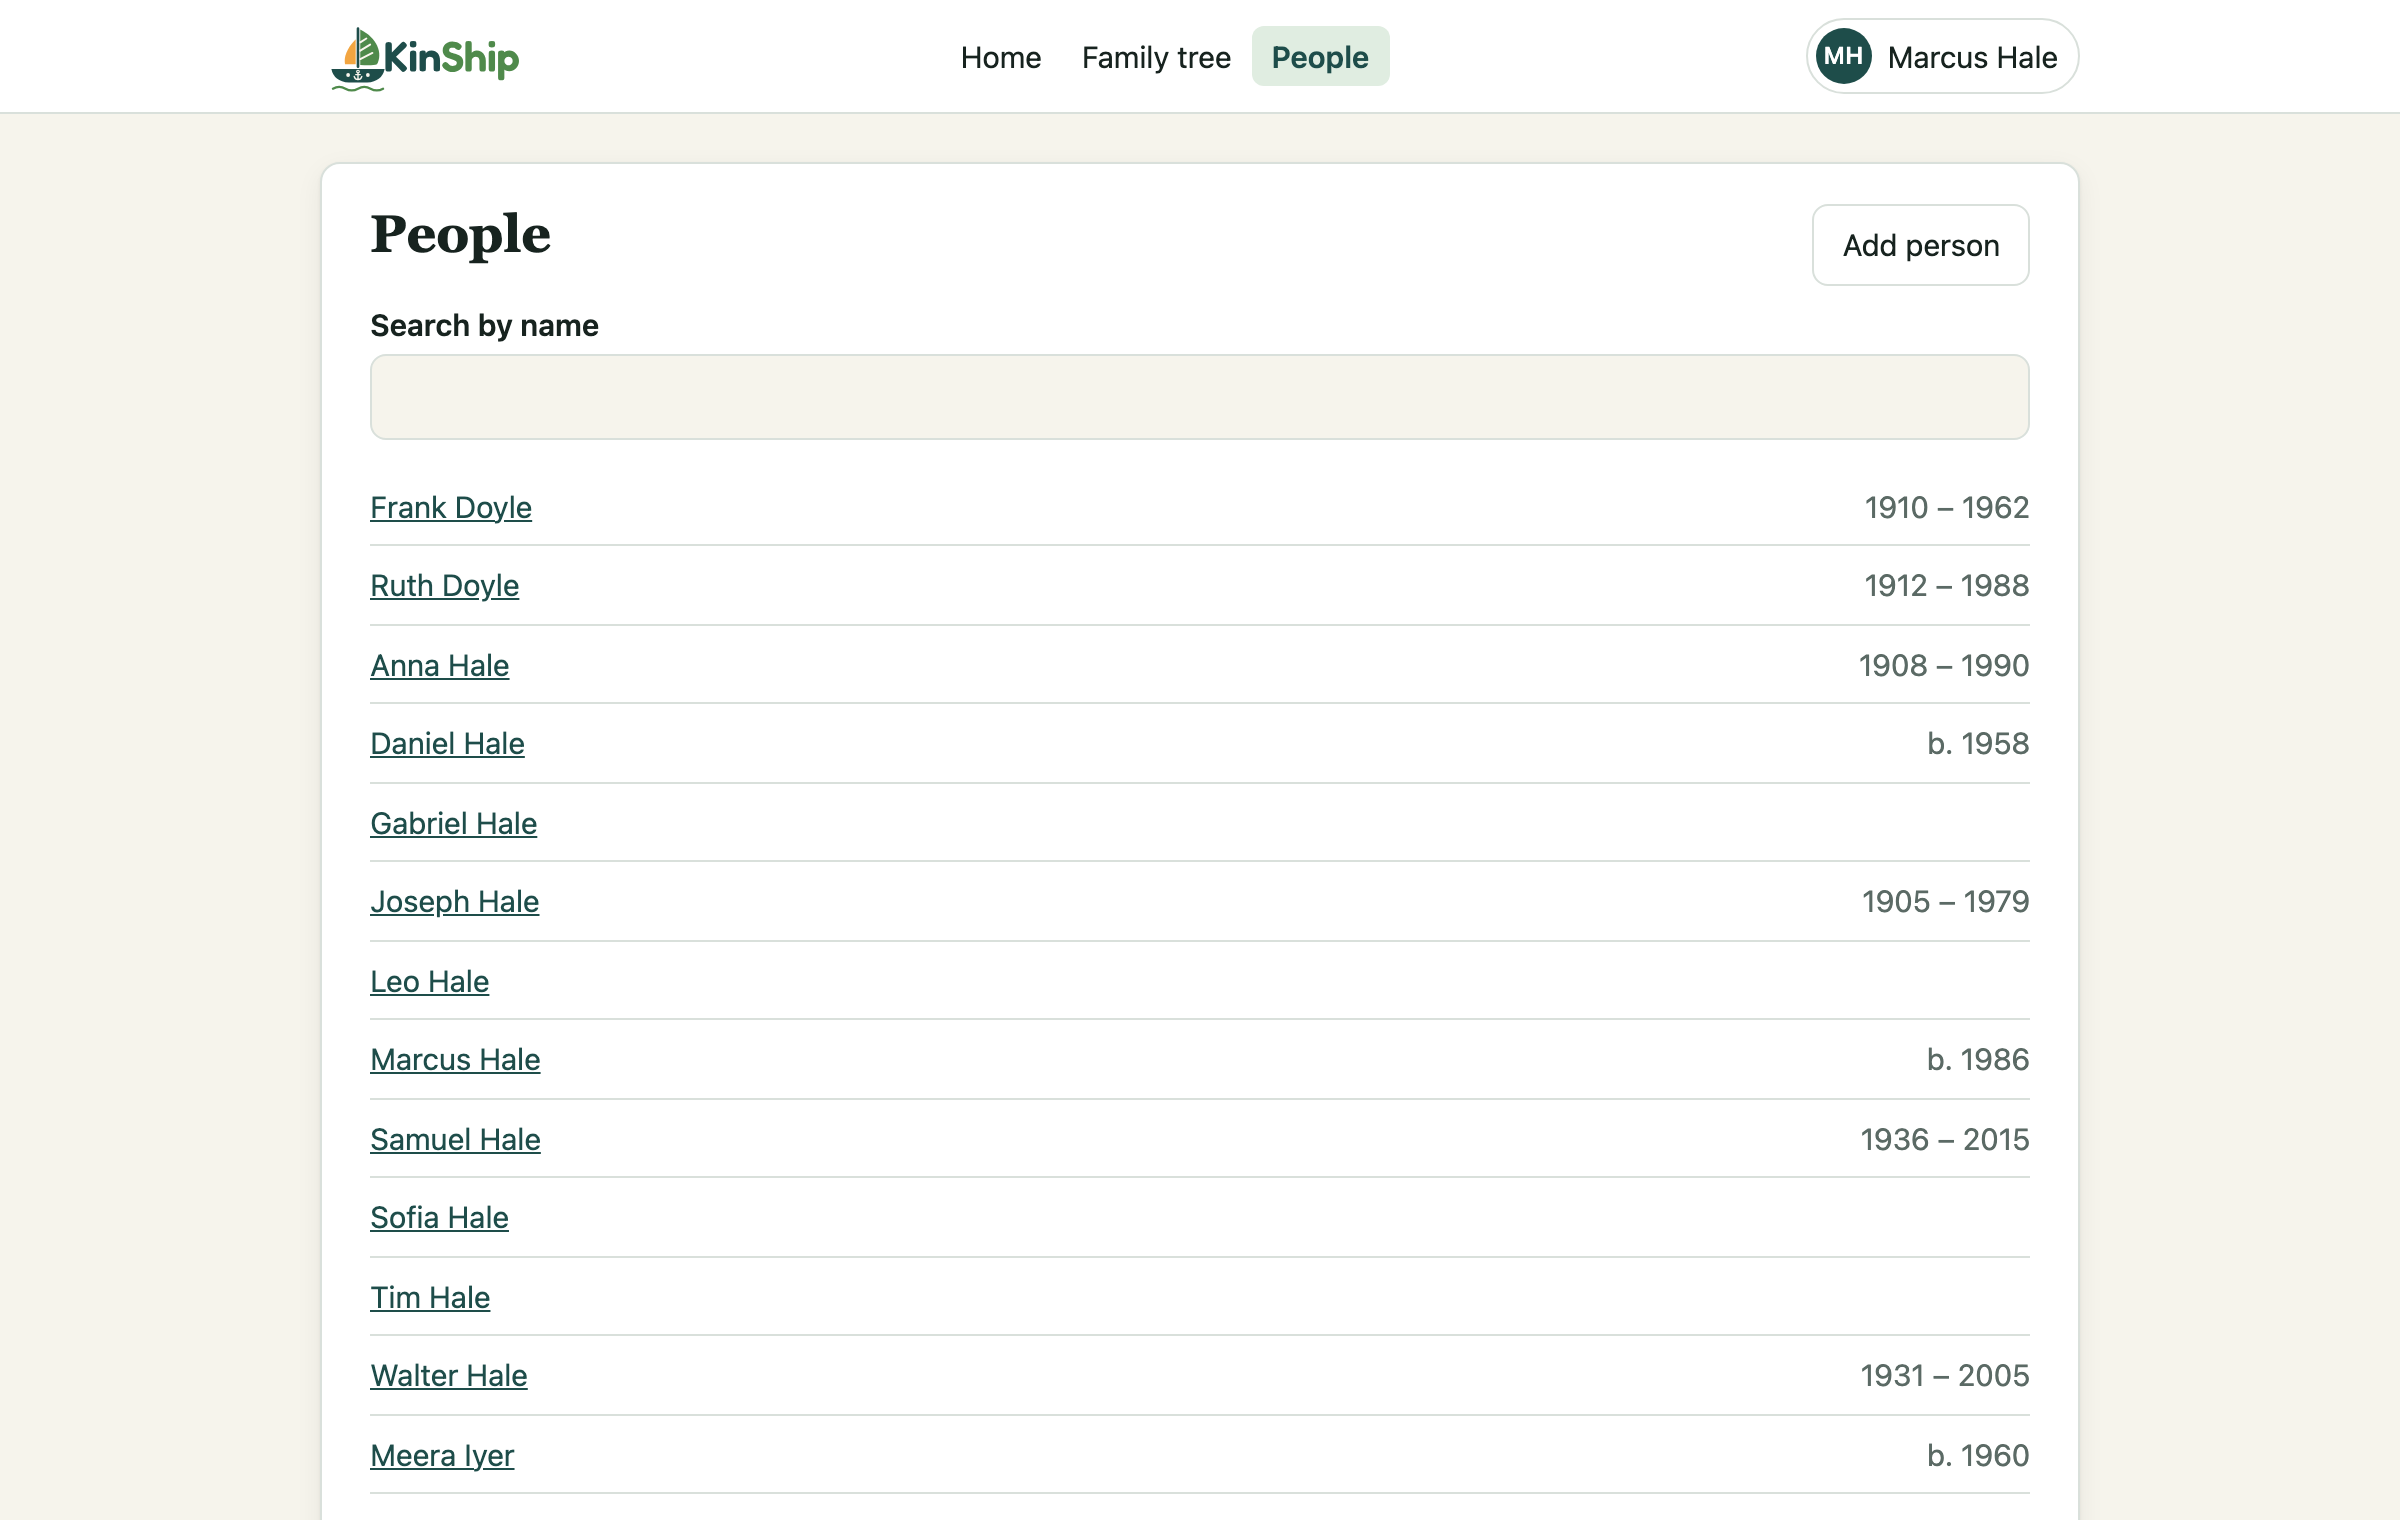 KinShip
Home Family tree People
MH Marcus Hale
People
Add person
Search by name
Frank Doyle 1910 – 1962
Ruth Doyle 1912 – 1988
Anna Hale 1908 – 1990
Daniel Hale b. 1958
Gabriel Hale
Joseph Hale 1905 – 1979
Leo Hale
Marcus Hale b. 1986
Samuel Hale 1936 – 2015
Sofia Hale
Tim Hale
Walter Hale 1931 – 2005
Meera Iyer b. 1960